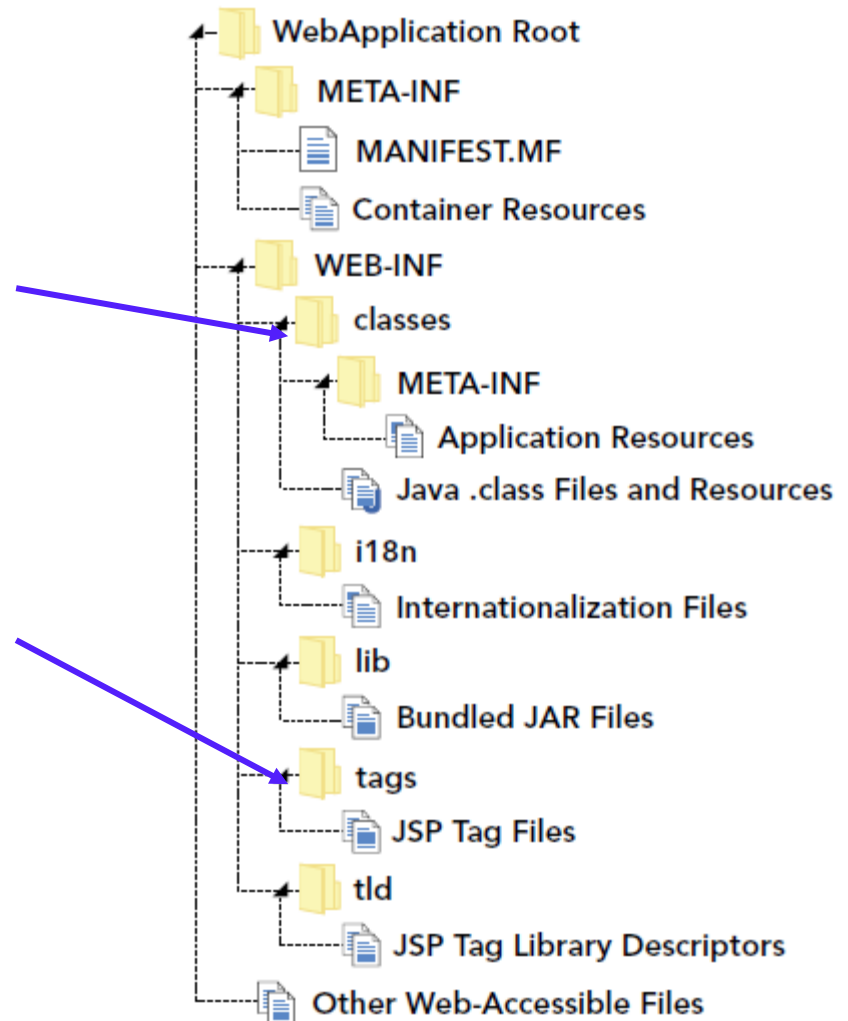 WebApplication Root
META-INF
MANIFEST.MF
Container Resources
WEB-INF
classes
META-INF
Application Resources
Java .class Files and Resources
i18n
Internationalization Files
lib
Bundled JAR Files
tags
JSP Tag Files
tld
JSP Tag Library Descriptors
Other Web-Accessible Files